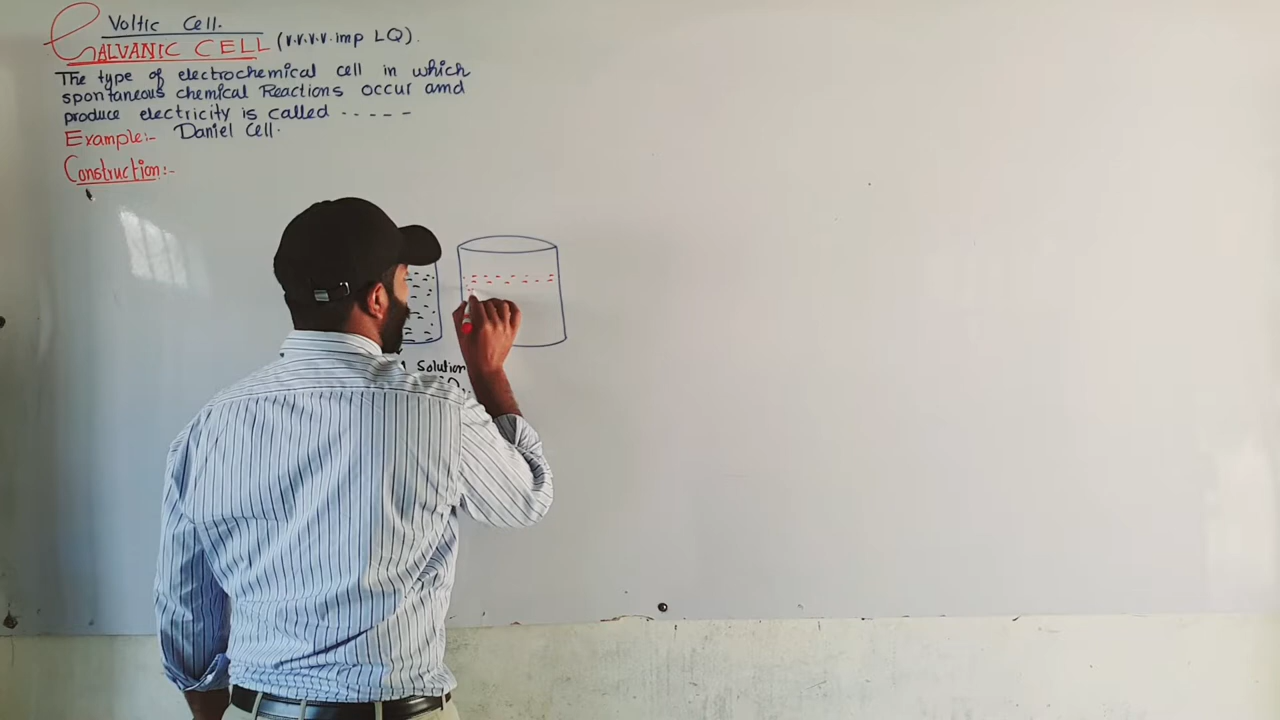 Voltic Cell.
GALVANIC CELL (v.v.v.v.imp LQ).
The type of electrochemical cell in which
spontaneous chemical Reactions occur and
produce electricity is called -----
Example:- Daniel Cell.
Construction:-
Solution